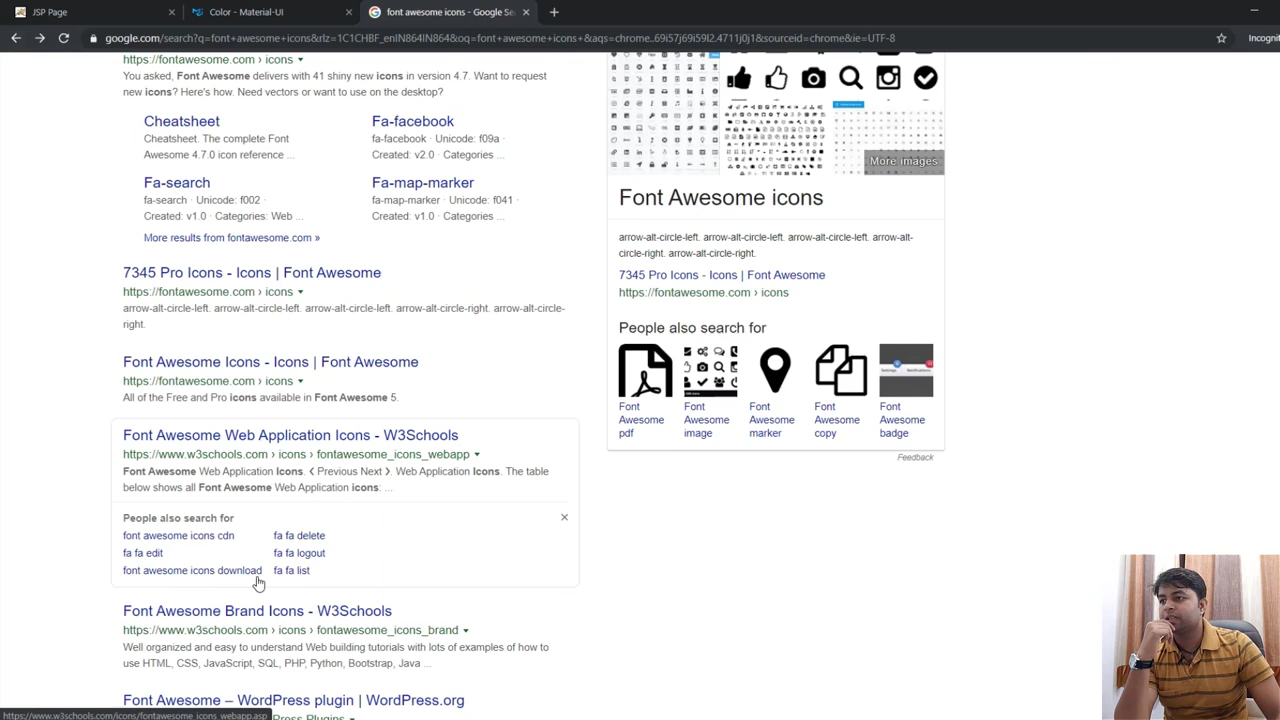 JSP Page
Color - Material-UI
font awesome icons - Google Se
google.com/search?q=font+awesome+icons+&rlz=1C1CHBF_enIN864IN864&oq=font+awesome+icons+&aqs=chrome..69i57j69i59l2.4711j0j1&sourceid=chrome&ie=UTF-8
Incognit
https://fontawesome.com › icons
You asked, Font Awesome delivers with 41 shiny new icons in version 4.7. Want to request
new icons? Here's how. Need vectors or want to use on the desktop?
Cheatsheet
Cheatsheet. The complete Font
Awesome 4.7.0 icon reference ...
Fa-facebook
fa-facebook · Unicode: f09a ·
Created: v2.0 · Categories ...
Fa-search
fa-search · Unicode: f002 ·
Created: v1.0 · Categories: Web ...
Fa-map-marker
fa-map-marker · Unicode: f041 ·
Created: v1.0 · Categories ...
More results from fontawesome.com »
7345 Pro Icons - Icons | Font Awesome
https://fontawesome.com › icons
arrow-alt-circle-left. arrow-alt-circle-left. arrow-alt-circle-left. arrow-alt-circle-right. arrow-alt-circle-
right.
Font Awesome Icons - Icons | Font Awesome
https://fontawesome.com › icons
All of the Free and Pro icons available in Font Awesome 5.
Font Awesome Web Application Icons - W3Schools
https://www.w3schools.com › icons › fontawesome_icons_webapp
Font Awesome Web Application Icons. ❮ Previous Next ❯. Web Application Icons. The table
below shows all Font Awesome Web Application icons: ...
People also search for
font awesome icons cdn
fa fa delete
fa fa edit
fa fa logout
font awesome icons download
fa fa list
Font Awesome Brand Icons - W3Schools
https://www.w3schools.com › icons › fontawesome_icons_brand
Well organized and easy to understand Web building tutorials with lots of examples of how to
use HTML, CSS, JavaScript, SQL, PHP, Python, Bootstrap, Java ...
Font Awesome – WordPress plugin | WordPress.org
https://www.w3schools.com/icons/fontawesome_icons_webapp.asp
Press Plugins
More images
Font Awesome icons
arrow-alt-circle-left. arrow-alt-circle-left. arrow-alt-circle-left. arrow-alt-
circle-right. arrow-alt-circle-right.
7345 Pro Icons - Icons | Font Awesome
https://fontawesome.com › icons
People also search for
Settings
Notifications
Font
Awesome
pdf
Font
Awesome
image
Font
Awesome
marker
Font
Awesome
copy
Font
Awesome
badge
Feedback